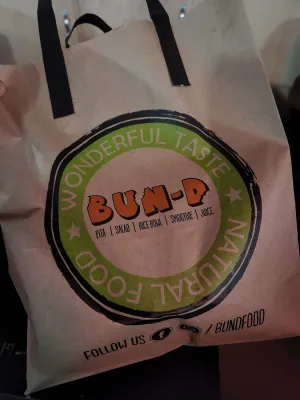 WONDERFUL TASTE
BUN-D
PITA | SALAD | RICE BOWL | SMOOTHIE | JUICE
NATURAL FOOD
FOLLOW US f / BUNDFOOD